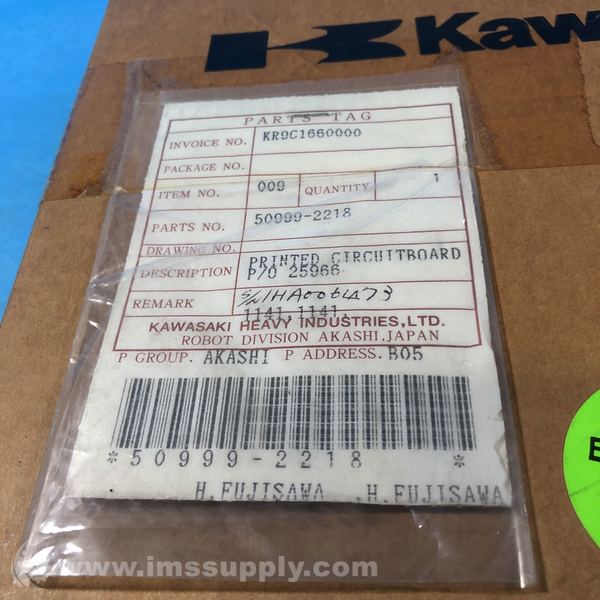 Kaw
PARTS TAG
INVOICE NO. KR9C1660000
PACKAGE NO.
ITEM NO. 009 QUANTITY 1
PARTS NO. 50999-2218
DRAWING NO.
DESCRIPTION PRINTED CIRCUITBOARD
P/O 25966
REMARK
1141,1141.
KAWASAKI HEAVY INDUSTRIES,LTD.
ROBOT DIVISION AKASHI,JAPAN
P GROUP. AKASHI P ADDRESS. B05
*50999-2218*
H.FUJISAWA .H.FUJISAWA
www.imssupply.com